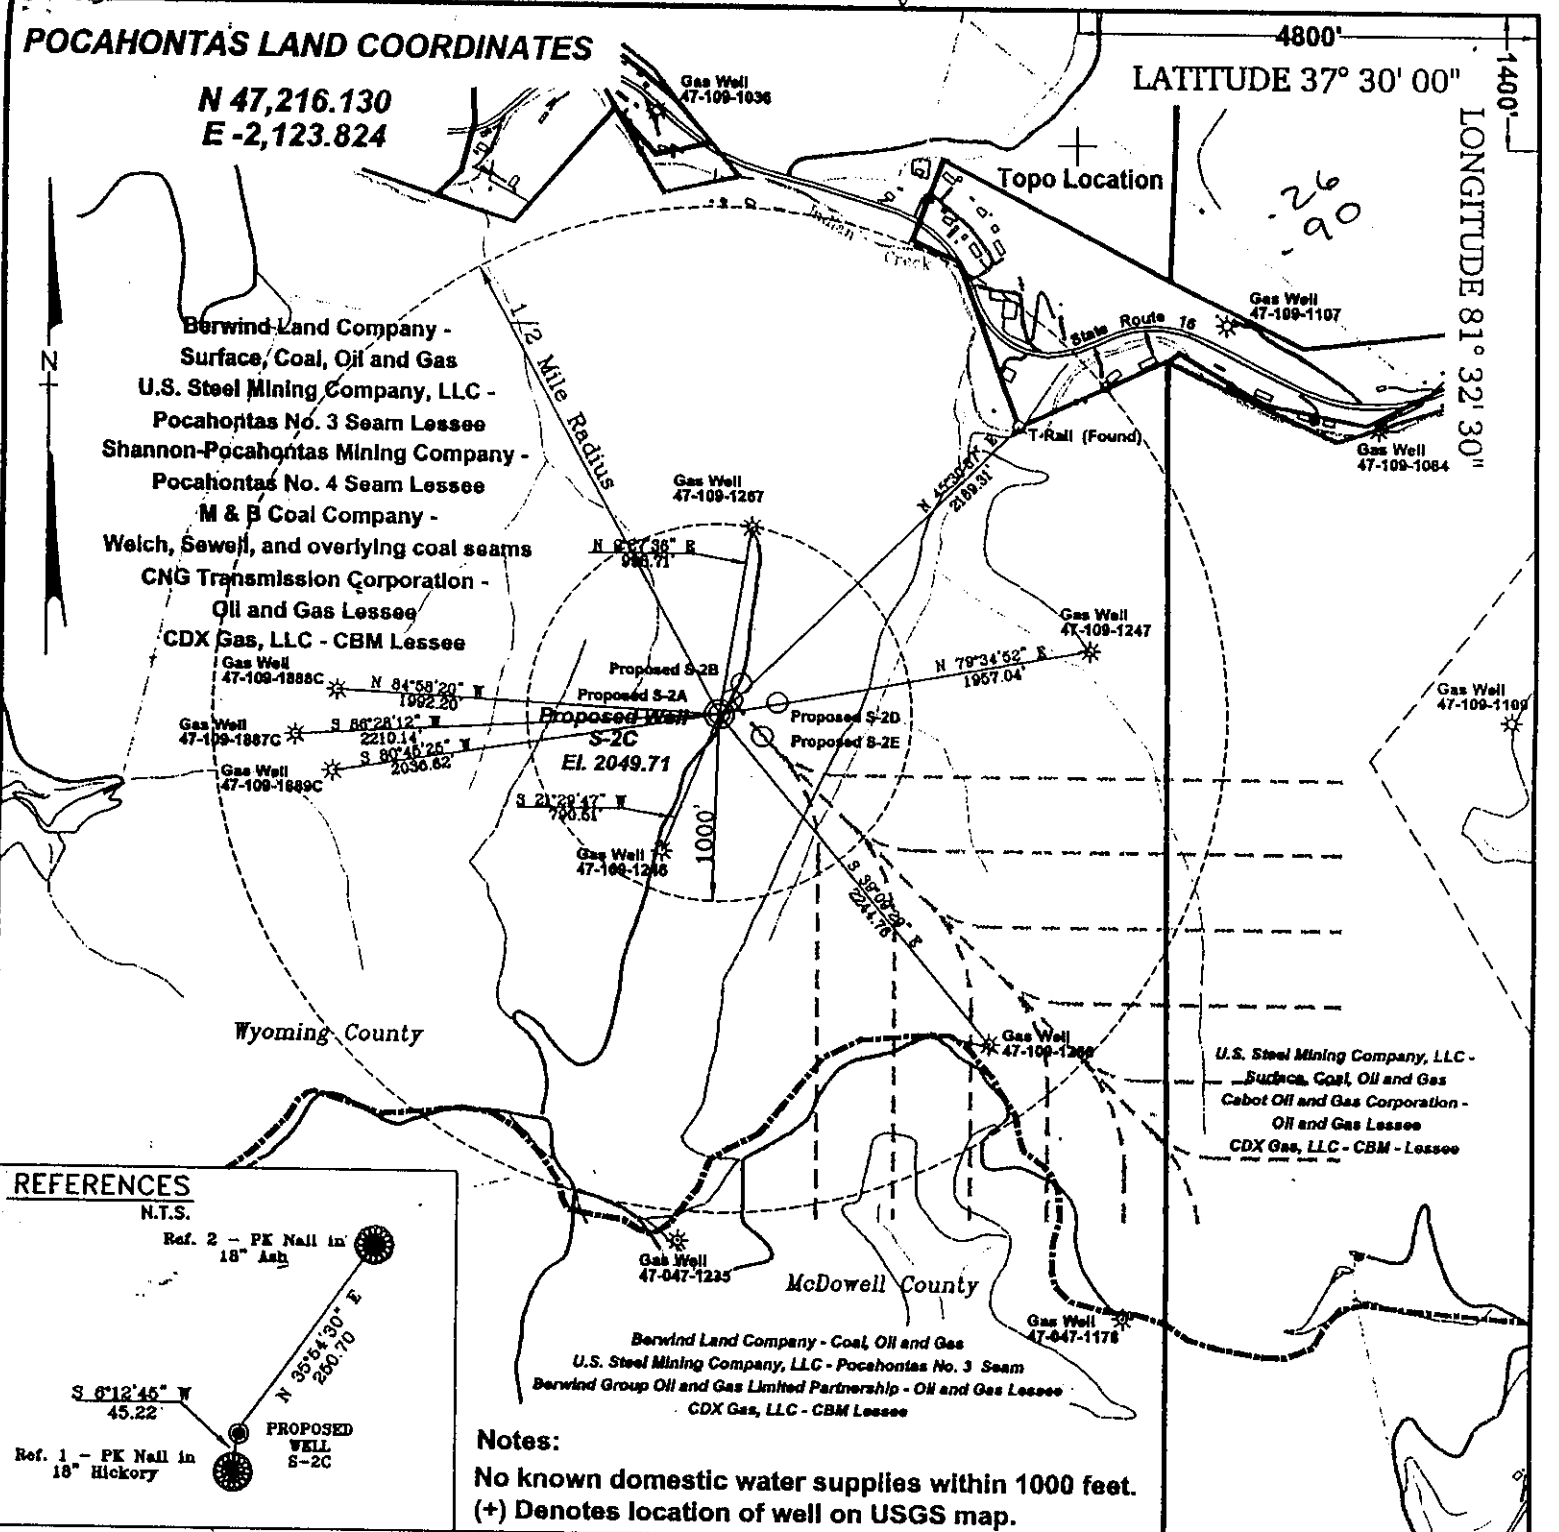 POCAHONTAS LAND COORDINATES
N 47,216.130
E -2,123.824
4800'
1400'
LATITUDE 37° 30' 00"
LONGITUDE 81° 32' 30"
Topo Location
-26
-90
Gas Well
47-109-1036
Indian
Creek
State Route 16
Gas Well
47-109-1107
Gas Well
47-109-1084
T-Rail (Found)
N
Berwind Land Company -
Surface, Coal, Oil and Gas
U.S. Steel Mining Company, LLC -
Pocahontas No. 3 Seam Lessee
Shannon-Pocahontas Mining Company -
Pocahontas No. 4 Seam Lessee
M & B Coal Company -
Welch, Sewell, and overlying coal seams
CNG Transmission Corporation -
Oil and Gas Lessee
CDX Gas, LLC - CBM Lessee
1/2 Mile Radius
Gas Well
47-109-1267
2189.31'
Gas Well
47-109-1247
N 79°34'52" E
1957.04'
Gas Well
47-109-1109
Gas Well
47-109-1888C
N 84°58'20" W
1992.20'
Gas Well
47-109-1887C
S 86°28'12" W
2210.14'
Gas Well
47-109-1889C
S 80°45'25" W
2036.62'
Proposed S-2B
Proposed S-2A
Proposed Well
S-2C
El. 2049.71
Proposed S-2D
Proposed S-2E
S 21°29'47" W
790.51'
Gas Well
47-109-1246
1000'
S 39°09'29" E
2244.76'
Gas Well
Wyoming County
U.S. Steel Mining Company, LLC -
Surface, Coal, Oil and Gas
Cabot Oil and Gas Corporation -
Oil and Gas Lessee
CDX Gas, LLC - CBM - Lessee
Gas Well
47-047-1235
McDowell County
Gas Well
47-047-1178
Berwind Land Company - Coal, Oil and Gas
U.S. Steel Mining Company, LLC - Pocahontas No. 3 Seam
Berwind Group Oil and Gas Limited Partnership - Oil and Gas Lessee
CDX Gas, LLC - CBM Lessee
REFERENCES
N.T.S.
Ref. 2 - PK Nail in
18" Ash
N 35°54'30" E
250.70
S 6°12'45" W
45.22'
PROPOSED
WELL
S-2C
Ref. 1 - PK Nail in
18" Hickory
Notes:
No known domestic water supplies within 1000 feet.
(+) Denotes location of well on USGS map.